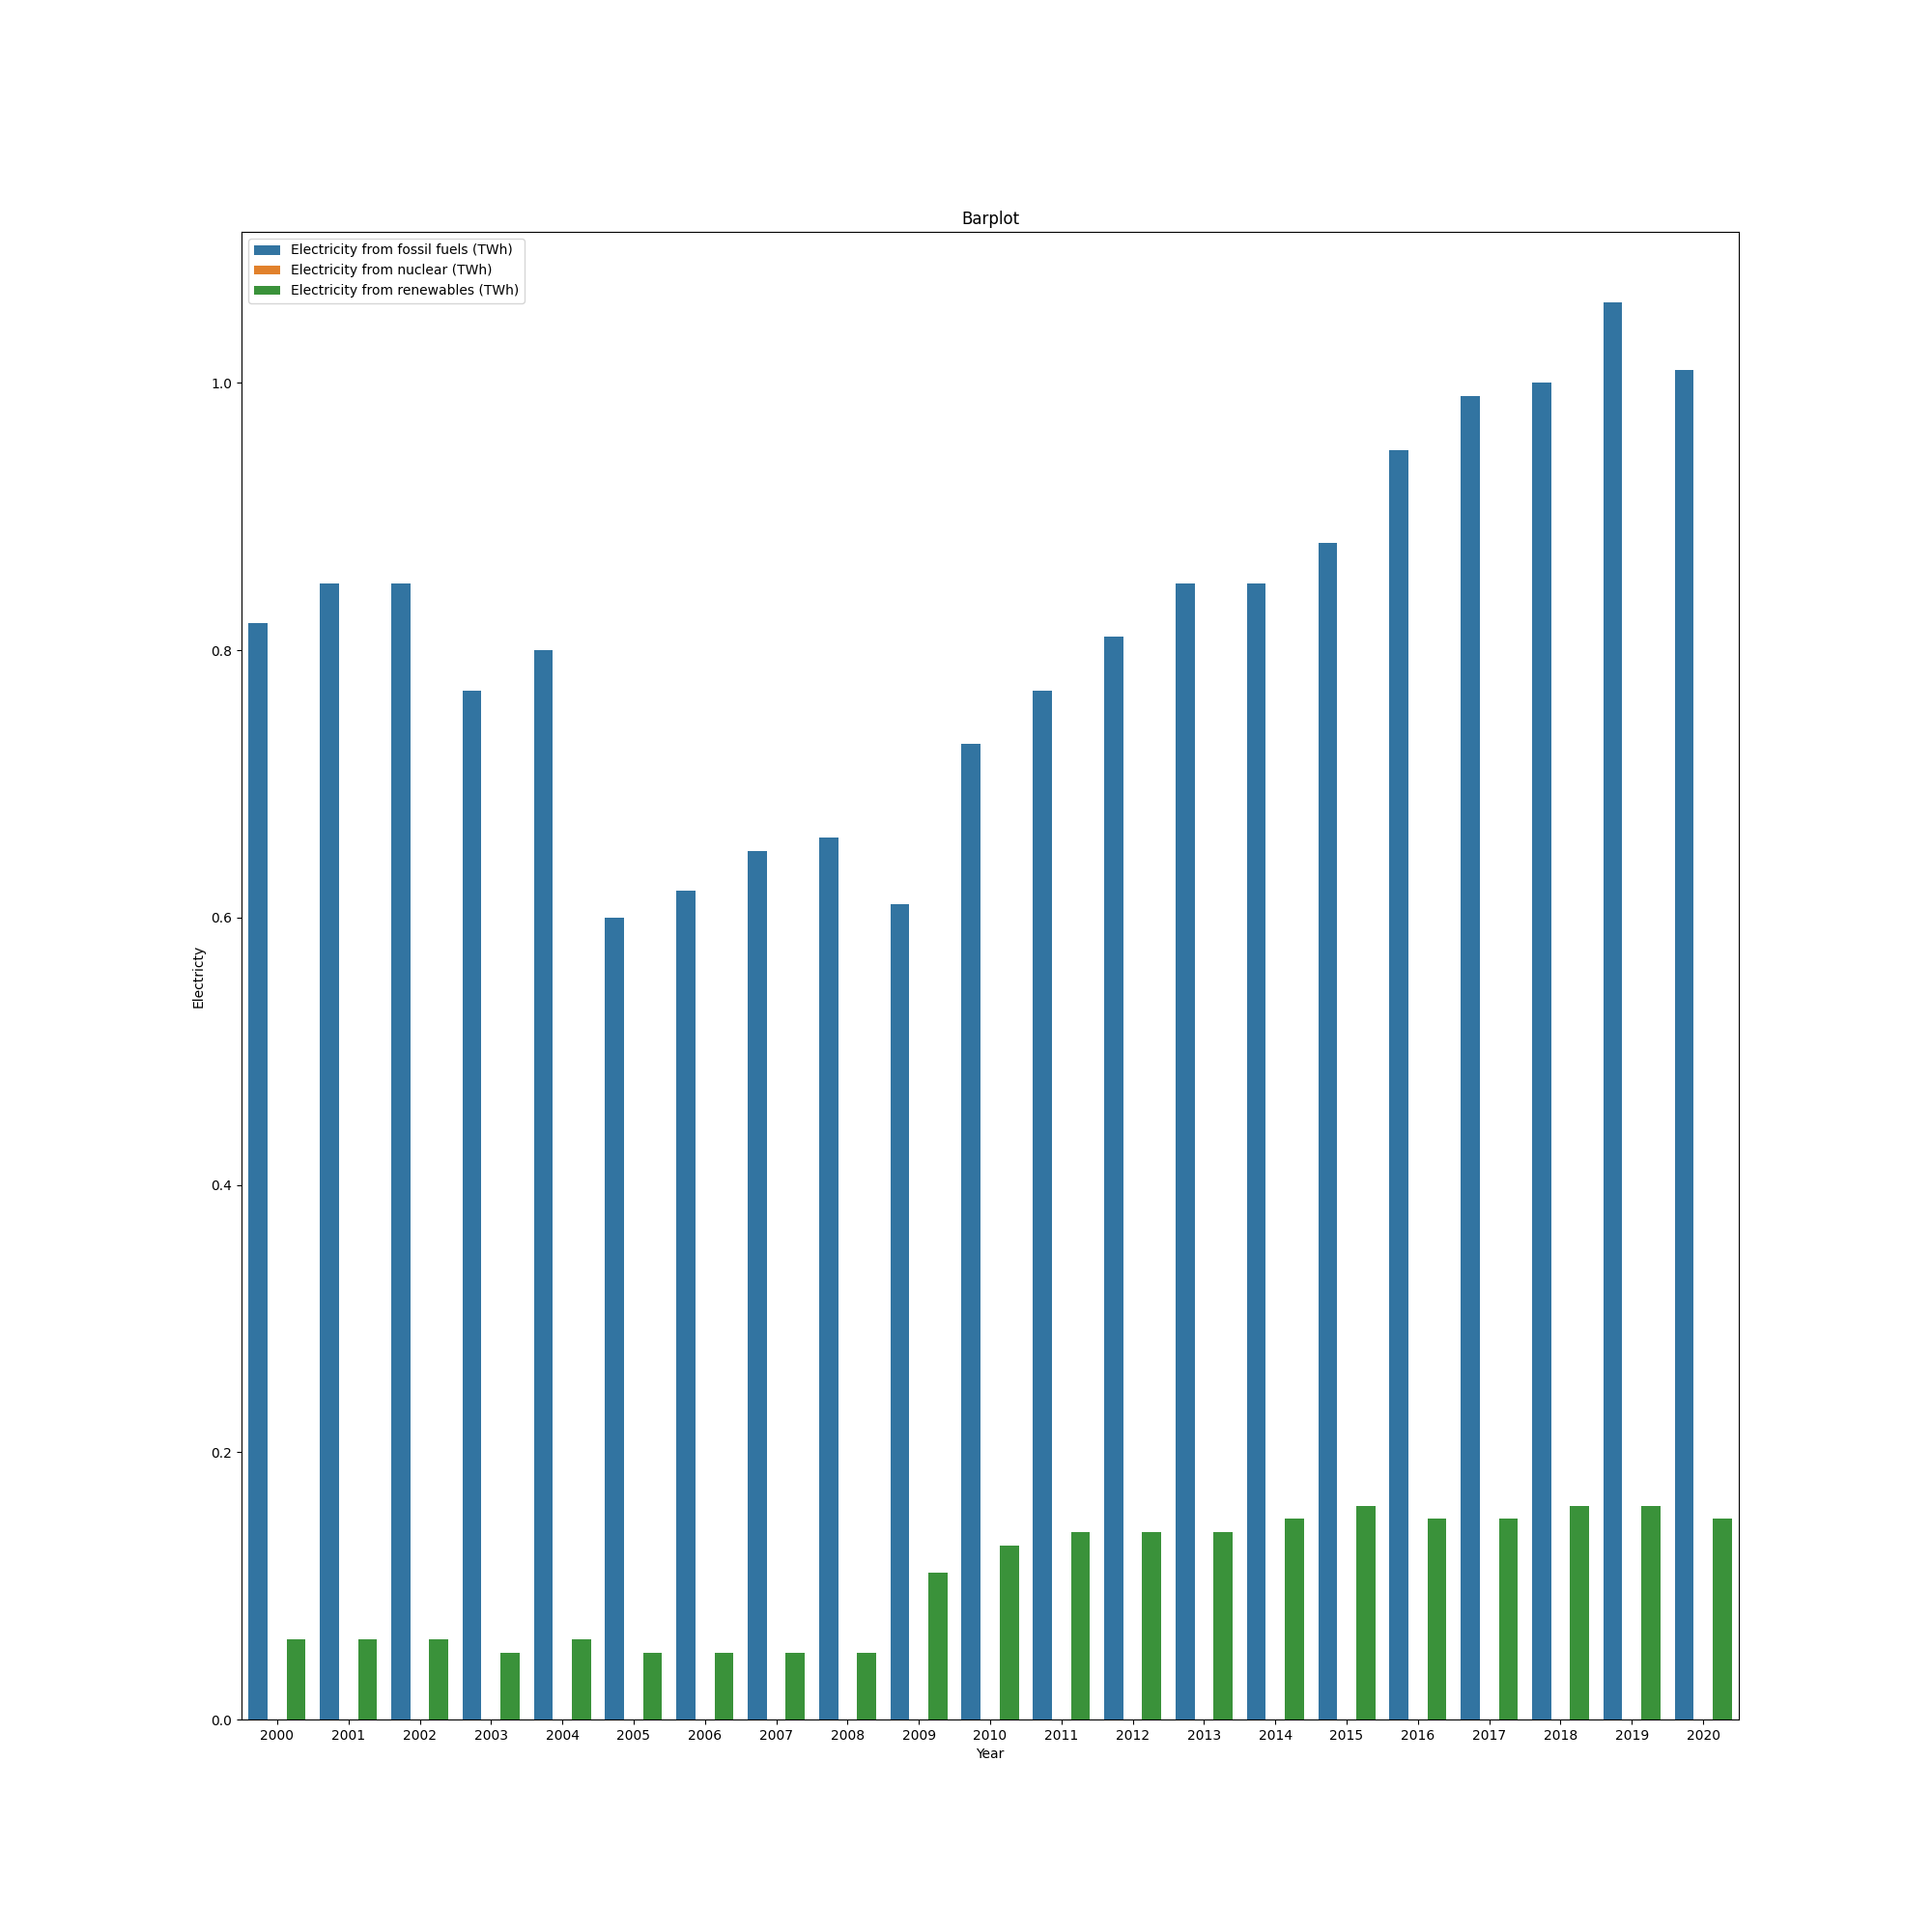 Barplot
Electricity from fossil fuels (TWh)
Electricity from nuclear (TWh)
Electricity from renewables (TWh)
1.0
0.8
0.6
0.4
0.2
0.0
Electricty
2000 2001 2002 2003 2004 2005 2006 2007 2008 2009 2010 2011 2012 2013 2014 2015 2016 2017 2018 2019 2020
Year